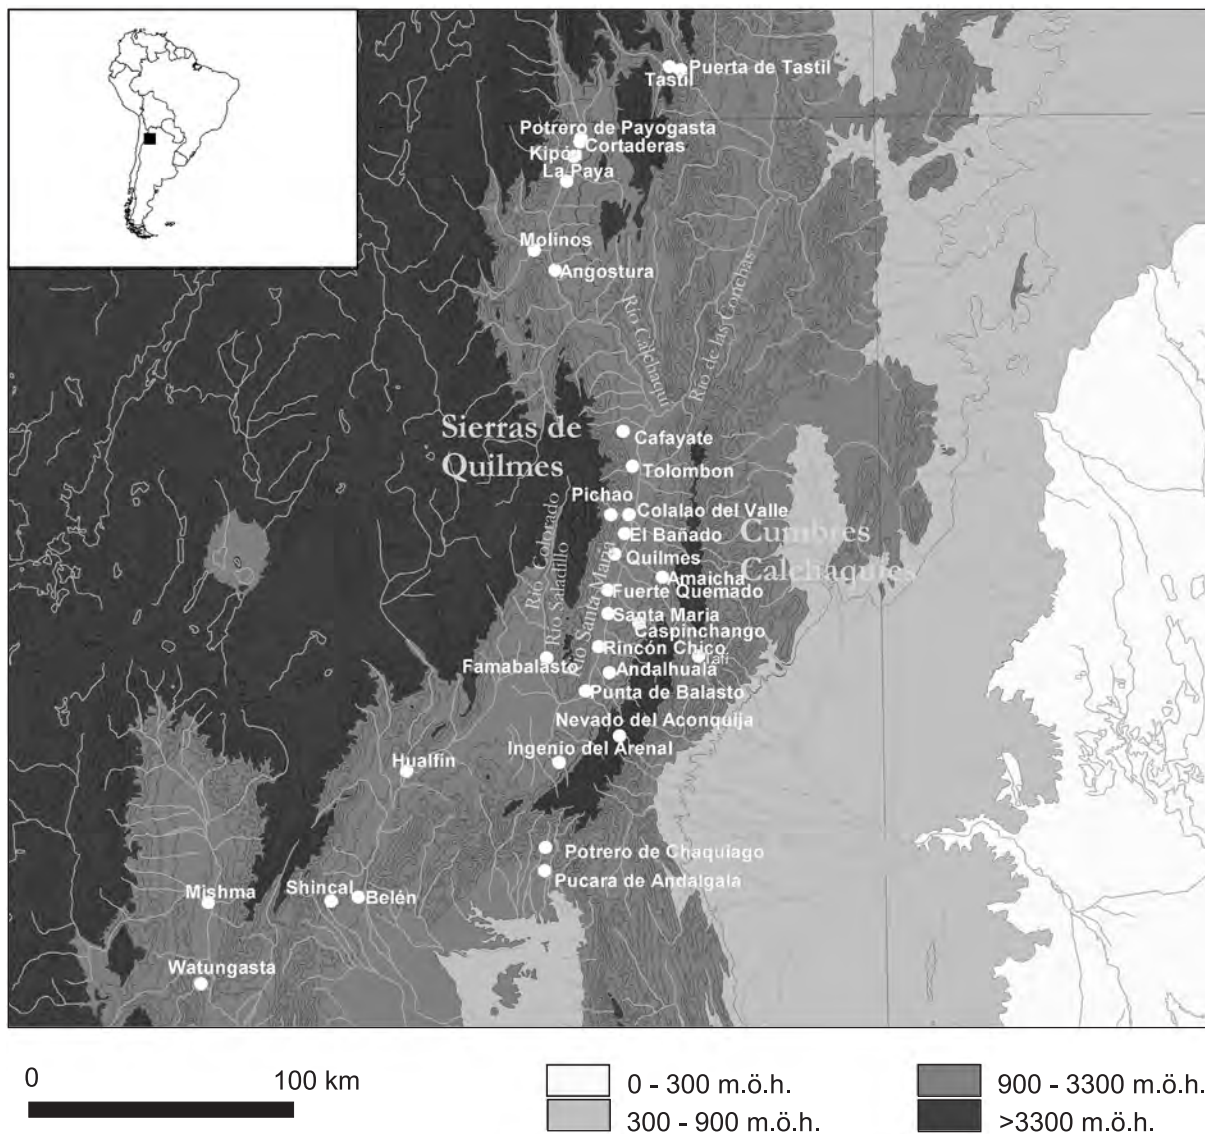 Puerta de Tastil
Tastil
Potrero de Payogasta
Cortaderas
Kipón
La Paya
Molinos
Angostura
Río Calchaquí
Río de las Conchas
Sierras de
Quilmes
Cafayate
Tolombon
Pichao
Colalao del Valle
El Bañado
Cumbres
Calchaquíes
Quilmes
Río Colorado
Río Saladillo
Río Santa María
Amaicha
Fuerte Quemado
Santa Maria
Caspinchango
Rincón Chico
Tafí
Famabalasto
Andalhuala
Punta de Balasto
Nevado del Aconquija
Ingenio del Arenal
Hualfín
Potrero de Chaquiago
Pucara de Andalgala
Mishma
Shincal
Belén
Watungasta
0 100 km
0 - 300 m.ö.h.
300 - 900 m.ö.h.
900 - 3300 m.ö.h.
>3300 m.ö.h.